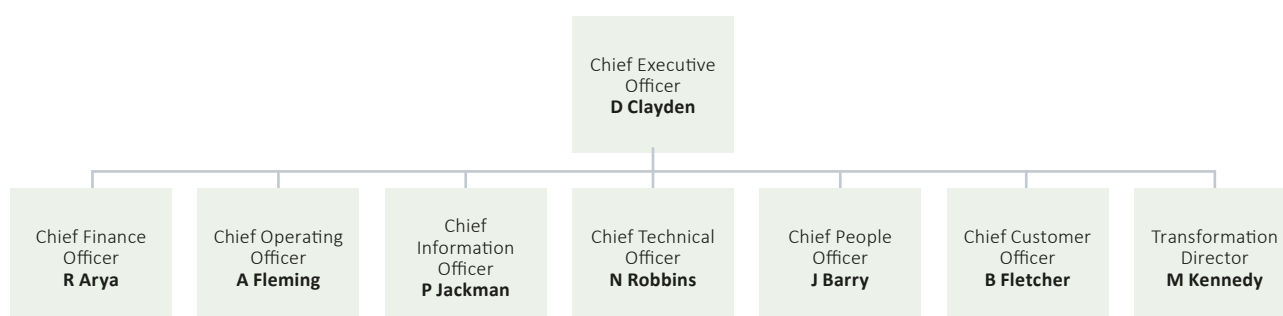 Chief Executive
Officer
D Clayden
Chief Finance
Officer
R Arya
Chief Operating
Officer
A Fleming
Chief
Information
Officer
P Jackman
Chief Technical
Officer
N Robbins
Chief People
Officer
J Barry
Chief Customer
Officer
B Fletcher
Transformation
Director
M Kennedy